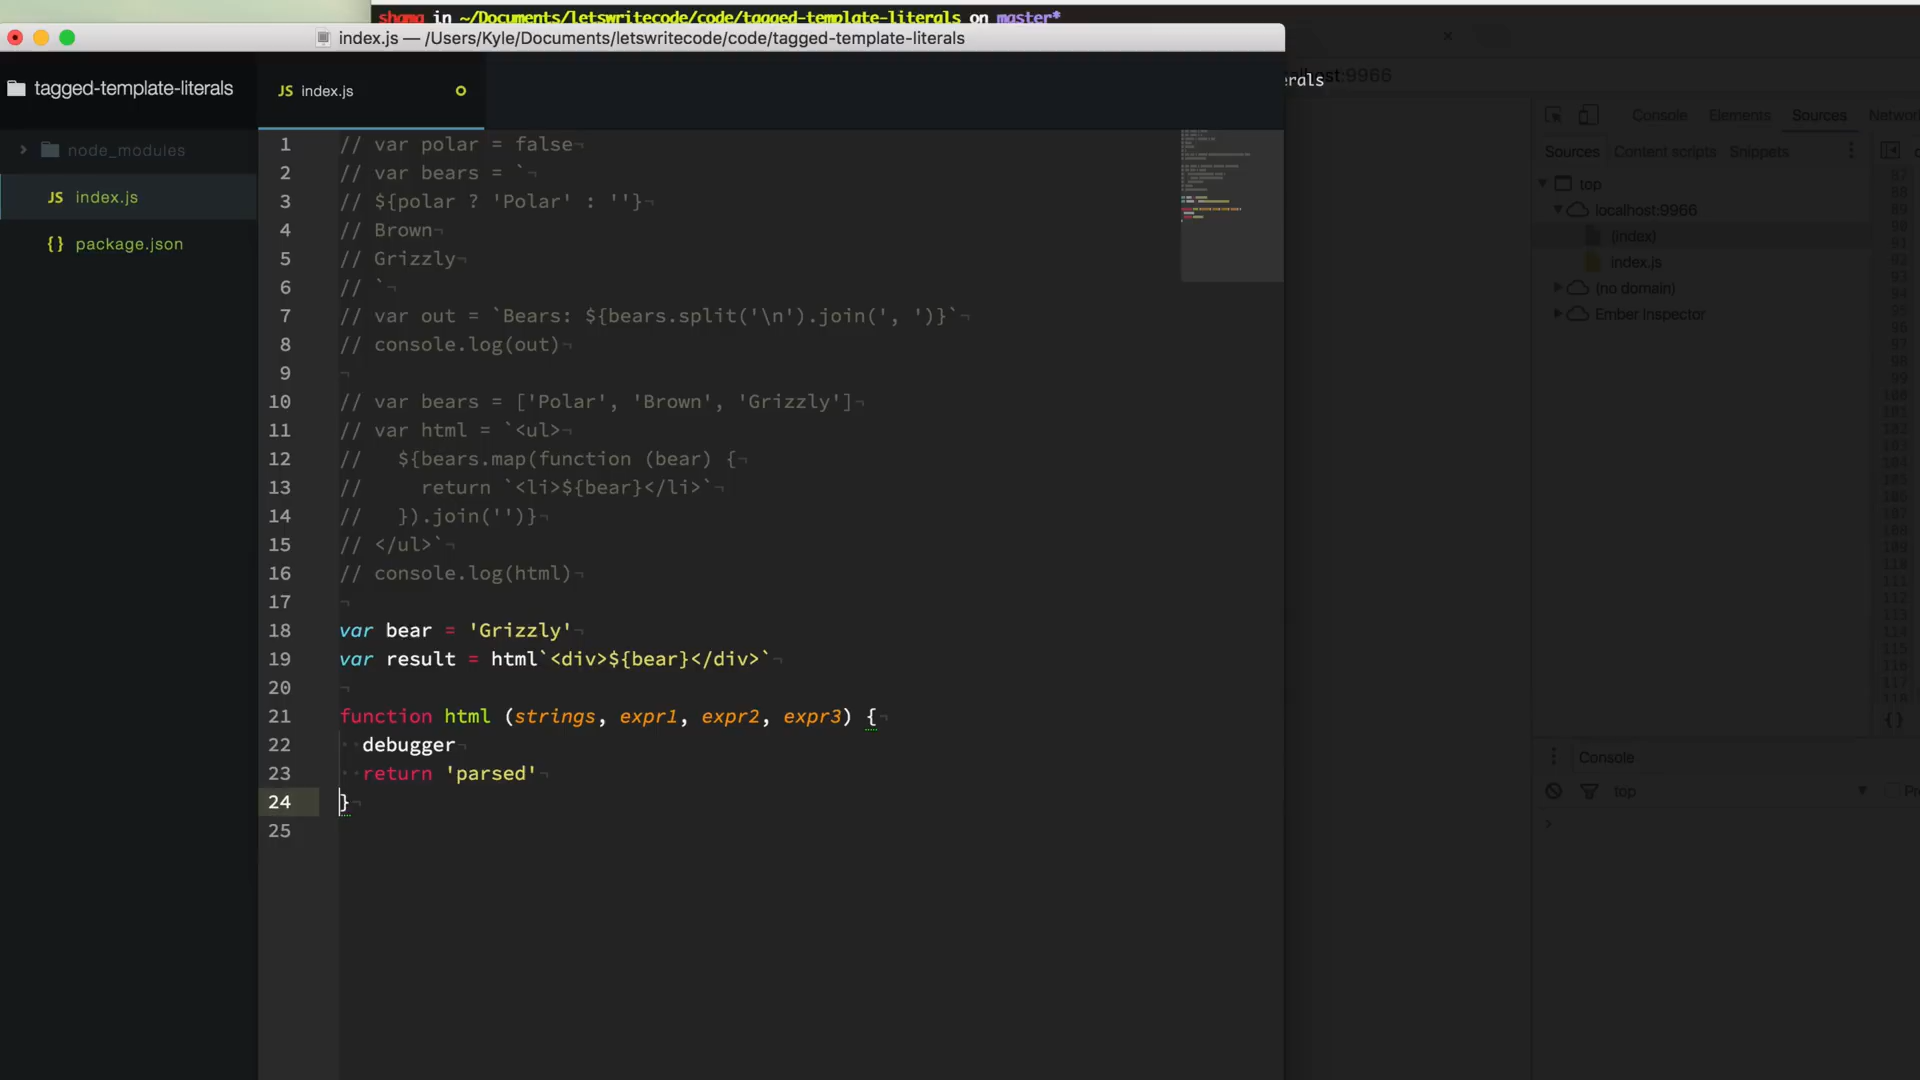 shama in ~/Documents/letswritecode/code/tagged-template-literals on master*
index.js — /Users/Kyle/Documents/letswritecode/code/tagged-template-literals
erals
host:9966
tagged-template-literals
JS index.js
node_modules
JS index.js
{} package.json
1 // var polar = false
2 // var bears = `
3 // ${polar ? 'Polar' : ''}
4 // Brown
5 // Grizzly
6 // `
7 // var out = `Bears: ${bears.split('\n').join(', ')}`
8 // console.log(out)
9
10 // var bears = ['Polar', 'Brown', 'Grizzly']
11 // var html = `<ul>
12 //   ${bears.map(function (bear) {
13 //     return `<li>${bear}</li>`
14 //   }).join('')}
15 // </ul>`
16 // console.log(html)
17
18 var bear = 'Grizzly'
19 var result = html`<div>${bear}</div>`
20
21 function html (strings, expr1, expr2, expr3) {
22   debugger
23   return 'parsed'
24 }
25
Console Elements Sources Network
Sources Content scripts Snippets
top
localhost:9966
(index)
index.js
(no domain)
Ember Inspector
{}
Console
top
Pre
>